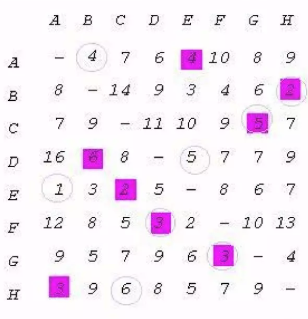 A B C D E F G H
A - 4 7 6 4 10 8 9
B 8 - 14 9 3 4 6 2
C 7 9 - 11 10 9 5 7
D 16 6 8 - 5 7 7 9
E 1 3 2 5 - 8 6 7
F 12 8 5 3 2 - 10 13
G 9 5 7 9 6 3 - 4
H 3 9 6 8 5 7 9 -